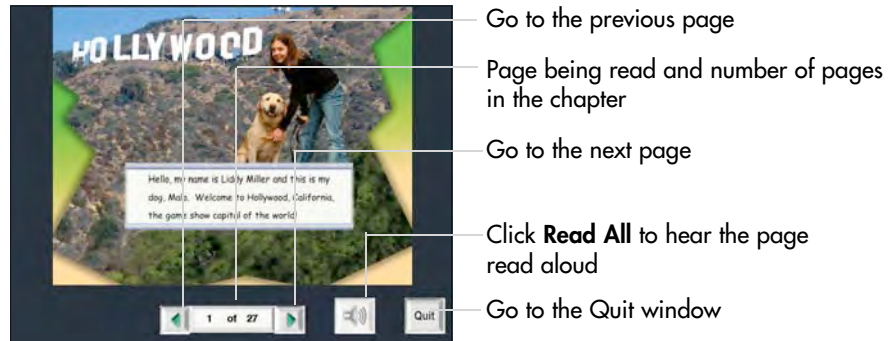 HOLLYWOOD
Hello, my name is Liddy Miller and this is my
dog, Malo. Welcome to Hollywood, California,
the game show capital of the world!
1 of 27
Quit
Go to the previous page
Page being read and number of pages
in the chapter
Go to the next page
Click Read All to hear the page
read aloud
Go to the Quit window